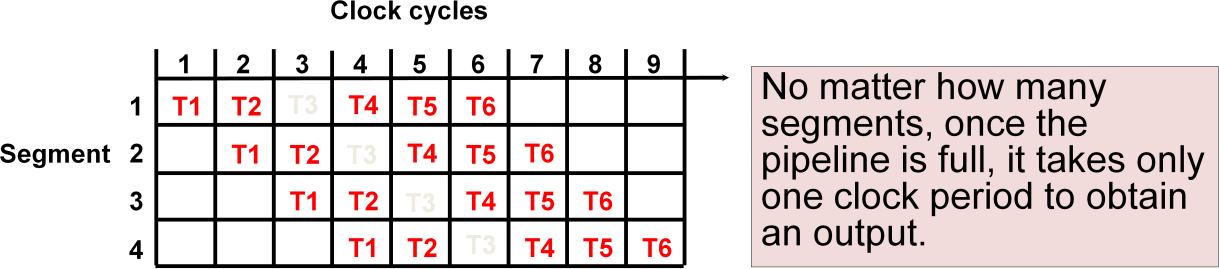 Clock cycles
1 2 3 4 5 6 7 8 9
1 T1 T2 T3 T4 T5 T6
Segment 2 T1 T2 T3 T4 T5 T6
3 T1 T2 T3 T4 T5 T6
4 T1 T2 T3 T4 T5 T6
No matter how many
segments, once the
pipeline is full, it takes only
one clock period to obtain
an output.